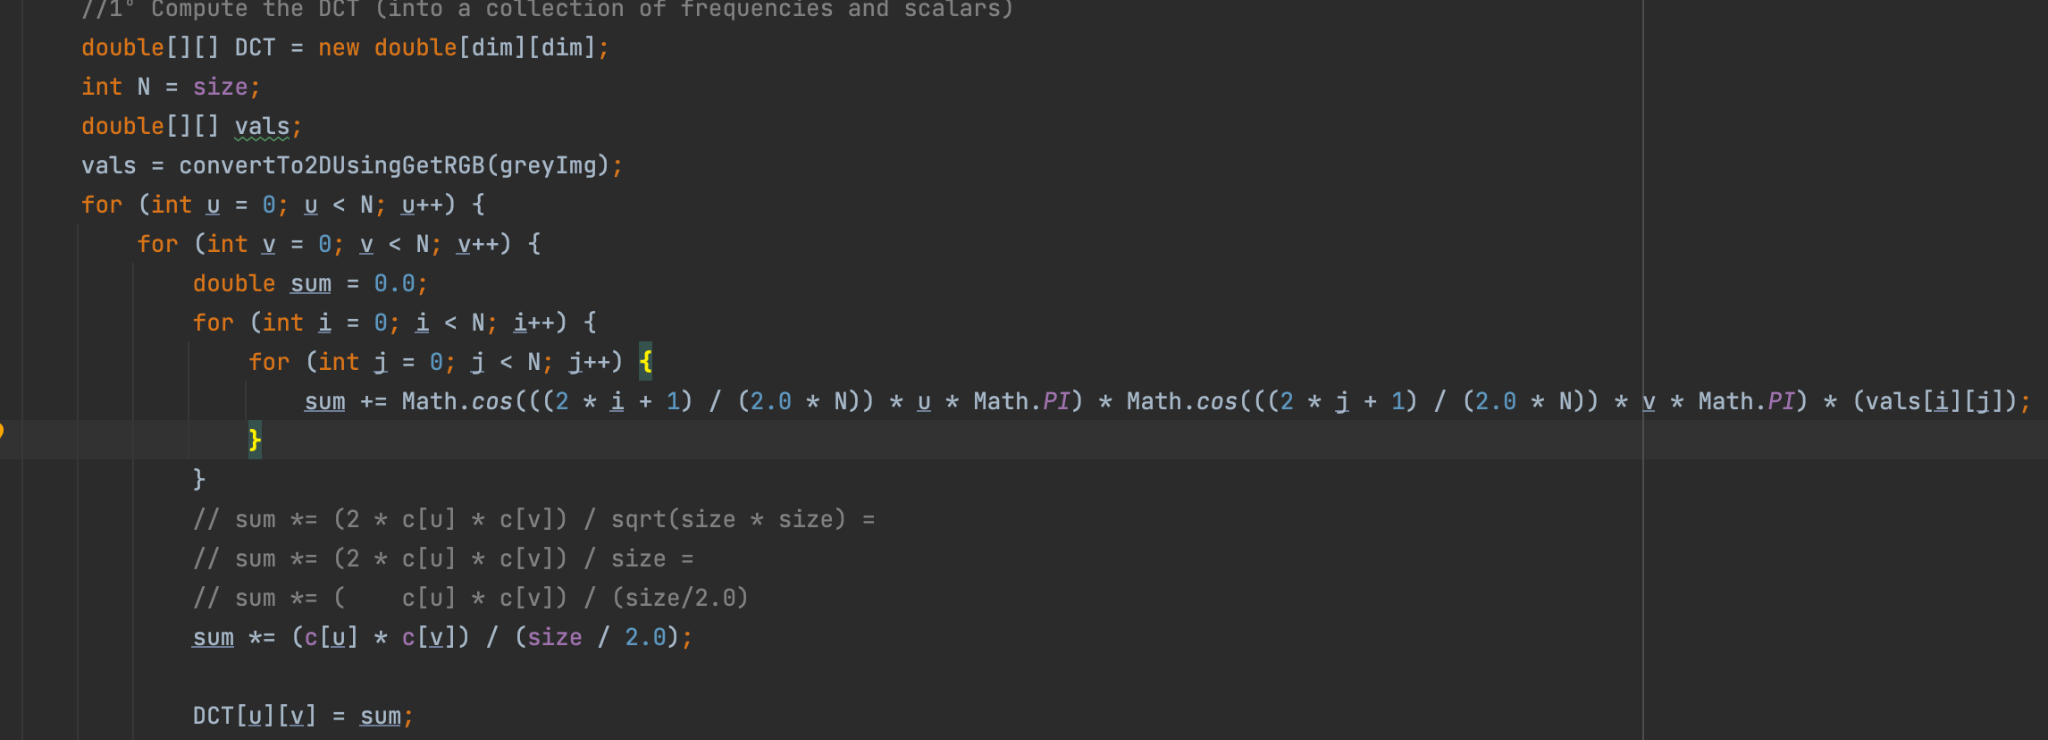 //1° Compute the DCT (into a collection of frequencies and scalars)
double[][] DCT = new double[dim][dim];
int N = size;
double[][] vals;
vals = convertTo2DUsingGetRGB(greyImg);
for (int u = 0; u < N; u++) {
    for (int v = 0; v < N; v++) {
        double sum = 0.0;
        for (int i = 0; i < N; i++) {
            for (int j = 0; j < N; j++) {
                sum += Math.cos(((2 * i + 1) / (2.0 * N)) * u * Math.PI) * Math.cos(((2 * j + 1) / (2.0 * N)) * v * Math.PI) * (vals[i][j]);
            }
        }
        // sum *= (2 * c[u] * c[v]) / sqrt(size * size) =
        // sum *= (2 * c[u] * c[v]) / size =
        // sum *= (    c[u] * c[v]) / (size/2.0)
        sum *= (c[u] * c[v]) / (size / 2.0);
        DCT[u][v] = sum;